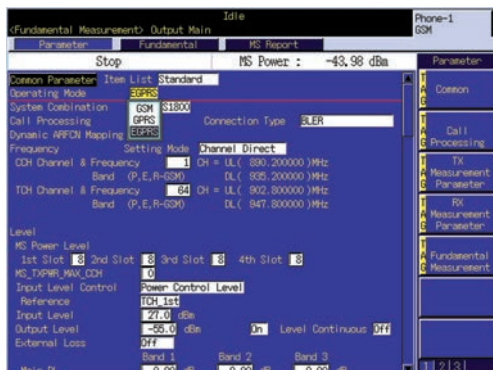 Idle
Phone-1
<Fundamental Measurement> Output Main
GSM
Parameter Fundamental MS Report
Stop MS Power : -43.98 dBm
Parameter
Common Parameter Item List Standard
Operating Mode EGPRS
System Combination GSM S1800
Call Processing GPRS Connection Type BLER
Dynamic ARFCN Mapping EGPRS
Frequency Setting Mode Channel Direct
CCH Channel & Frequency 1 CH = UL( 890.200000)MHz
Band (P,E,R-GSM) DL( 935.200000)MHz
TCH Channel & Frequency 64 CH = UL( 902.800000)MHz
Band (P,E,R-GSM) DL( 947.800000)MHz
Level
MS Power Level
1st Slot 8 2nd Slot 8 3rd Slot 8 4th Slot 8
MS_TXPWR_MAX_CCH 0
Input Level Control Power Control Level
Reference TCH_1st
Input Level 27.0 dBm
Output Level -55.0 dBm On Level Continuous Off
External Loss Off
Band 1 Band 2 Band 3
TAG Common
TAG Call Processing
TAG TX Measurement Parameter
TAG RX Measurement Parameter
TAG Fundamental Measurement
1 2 3